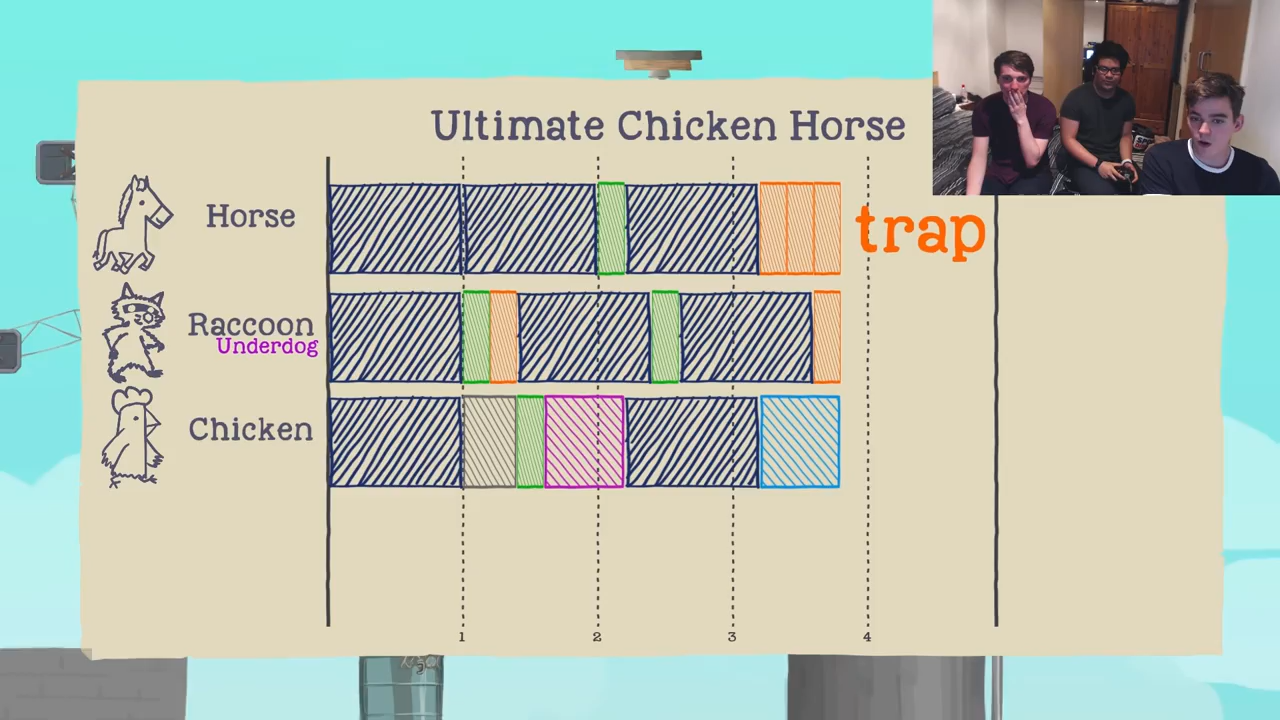 Ultimate Chicken Horse
Horse
trap
Raccoon
Underdog
Chicken
1 2 3 4